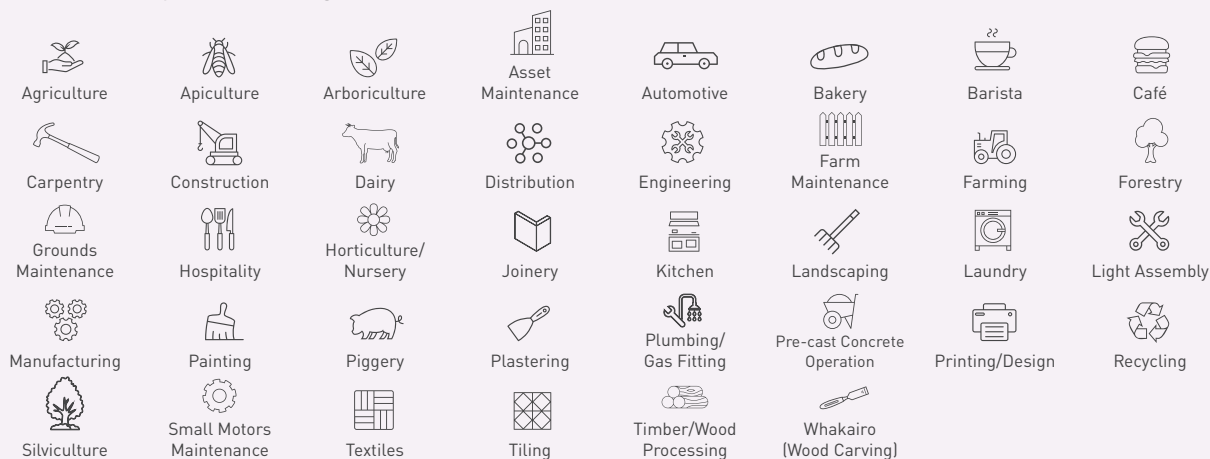 Agriculture
Apiculture
Arboriculture
Asset
Maintenance
Automotive
Bakery
Barista
Café
Carpentry
Construction
Dairy
Distribution
Engineering
Farm
Maintenance
Farming
Forestry
Grounds
Maintenance
Hospitality
Horticulture/
Nursery
Joinery
Kitchen
Landscaping
Laundry
Light Assembly
Manufacturing
Painting
Piggery
Plastering
Plumbing/
Gas Fitting
Pre-cast Concrete
Operation
Printing/Design
Recycling
Silviculture
Small Motors
Maintenance
Textiles
Tiling
Timber/Wood
Processing
Whakairo
(Wood Carving)